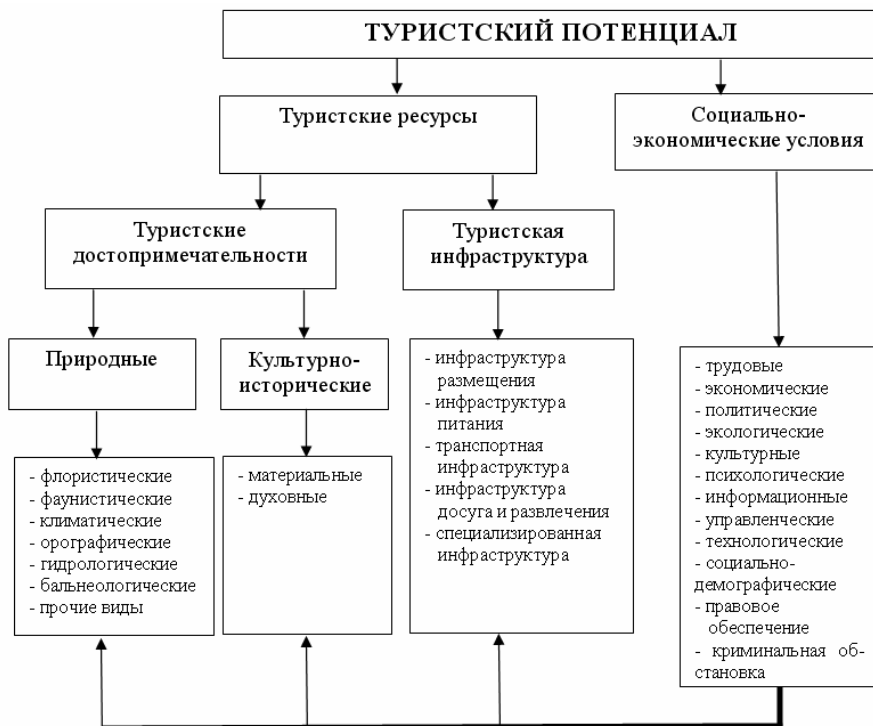 ТУРИСТСКИЙ ПОТЕНЦИАЛ
Туристские ресурсы
Социально-
экономические условия
Туристские
достопримечательности
Туристская
инфраструктура
Природные
Культурно-
исторические
- флористические
- фаунистические
- климатические
- орографические
- гидрологические
- бальнеологические
- прочие виды
- материальные
- духовные
- инфраструктура
размещения
- инфраструктура
питания
- транспортная
инфраструктура
- инфраструктура
досуга и развлечения
- специализированная
инфраструктура
- трудовые
- экономические
- политические
- экологические
- культурные
- психологические
- информационные
- управленческие
- технологические
- социально-
демографические
- правовое
обеспечение
- криминальная об-
становка